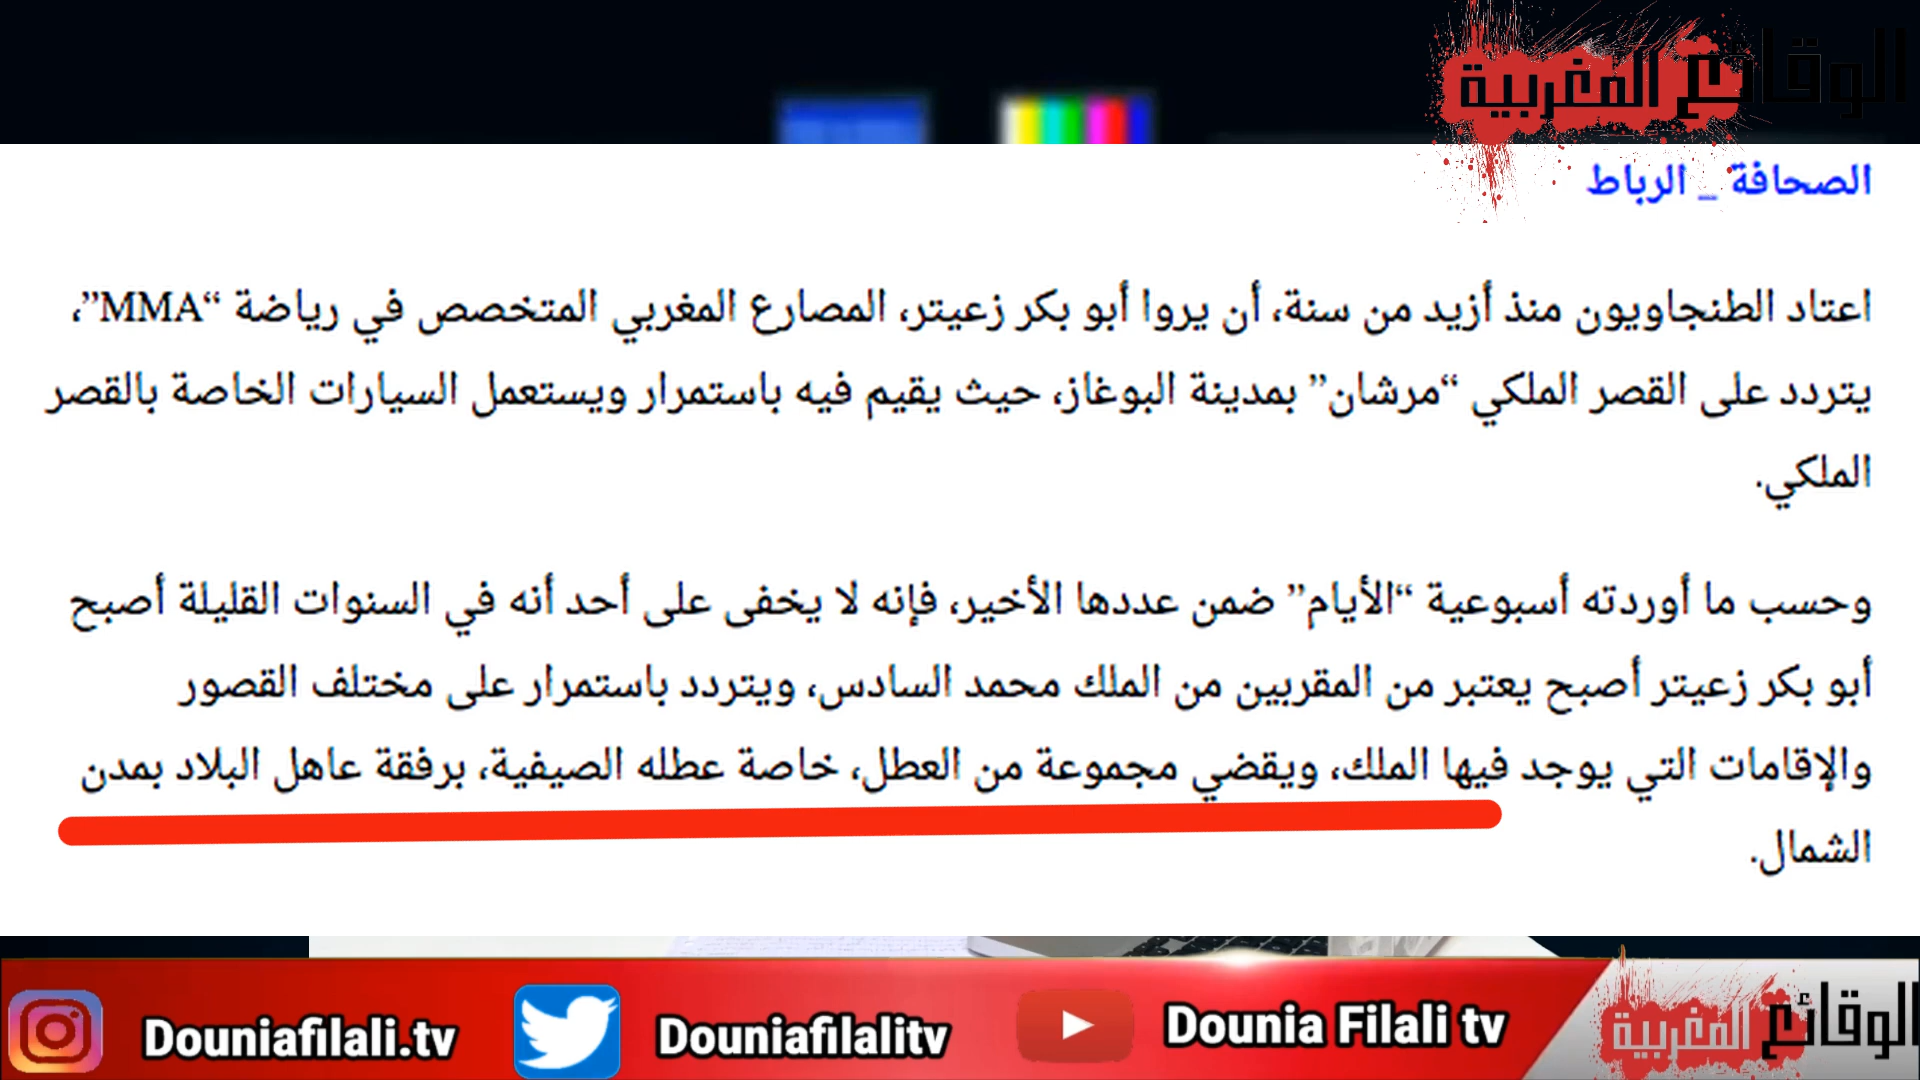 الوقائع المغربية
الصحافة _ الرباط
اعتاد الطنجاويون منذ أزيد من سنة، أن يروا أبو بكر زعيتر، المصارع المغربي المتخصص في رياضة “MMA”،
يتردد على القصر الملكي “مرشان” بمدينة البوغاز، حيث يقيم فيه باستمرار ويستعمل السيارات الخاصة بالقصر
الملكي.
وحسب ما أوردته أسبوعية “الأيام” ضمن عددها الأخير، فإنه لا يخفى على أحد أنه في السنوات القليلة أصبح
أبو بكر زعيتر أصبح يعتبر من المقربين من الملك محمد السادس، ويتردد باستمرار على مختلف القصور
والإقامات التي يوجد فيها الملك، ويقضي مجموعة من العطل، خاصة عطله الصيفية، برفقة عاهل البلاد بمدن
الشمال.
Douniafilali.tv
Douniafilalitv
Dounia Filali tv
الوقائع المغربية